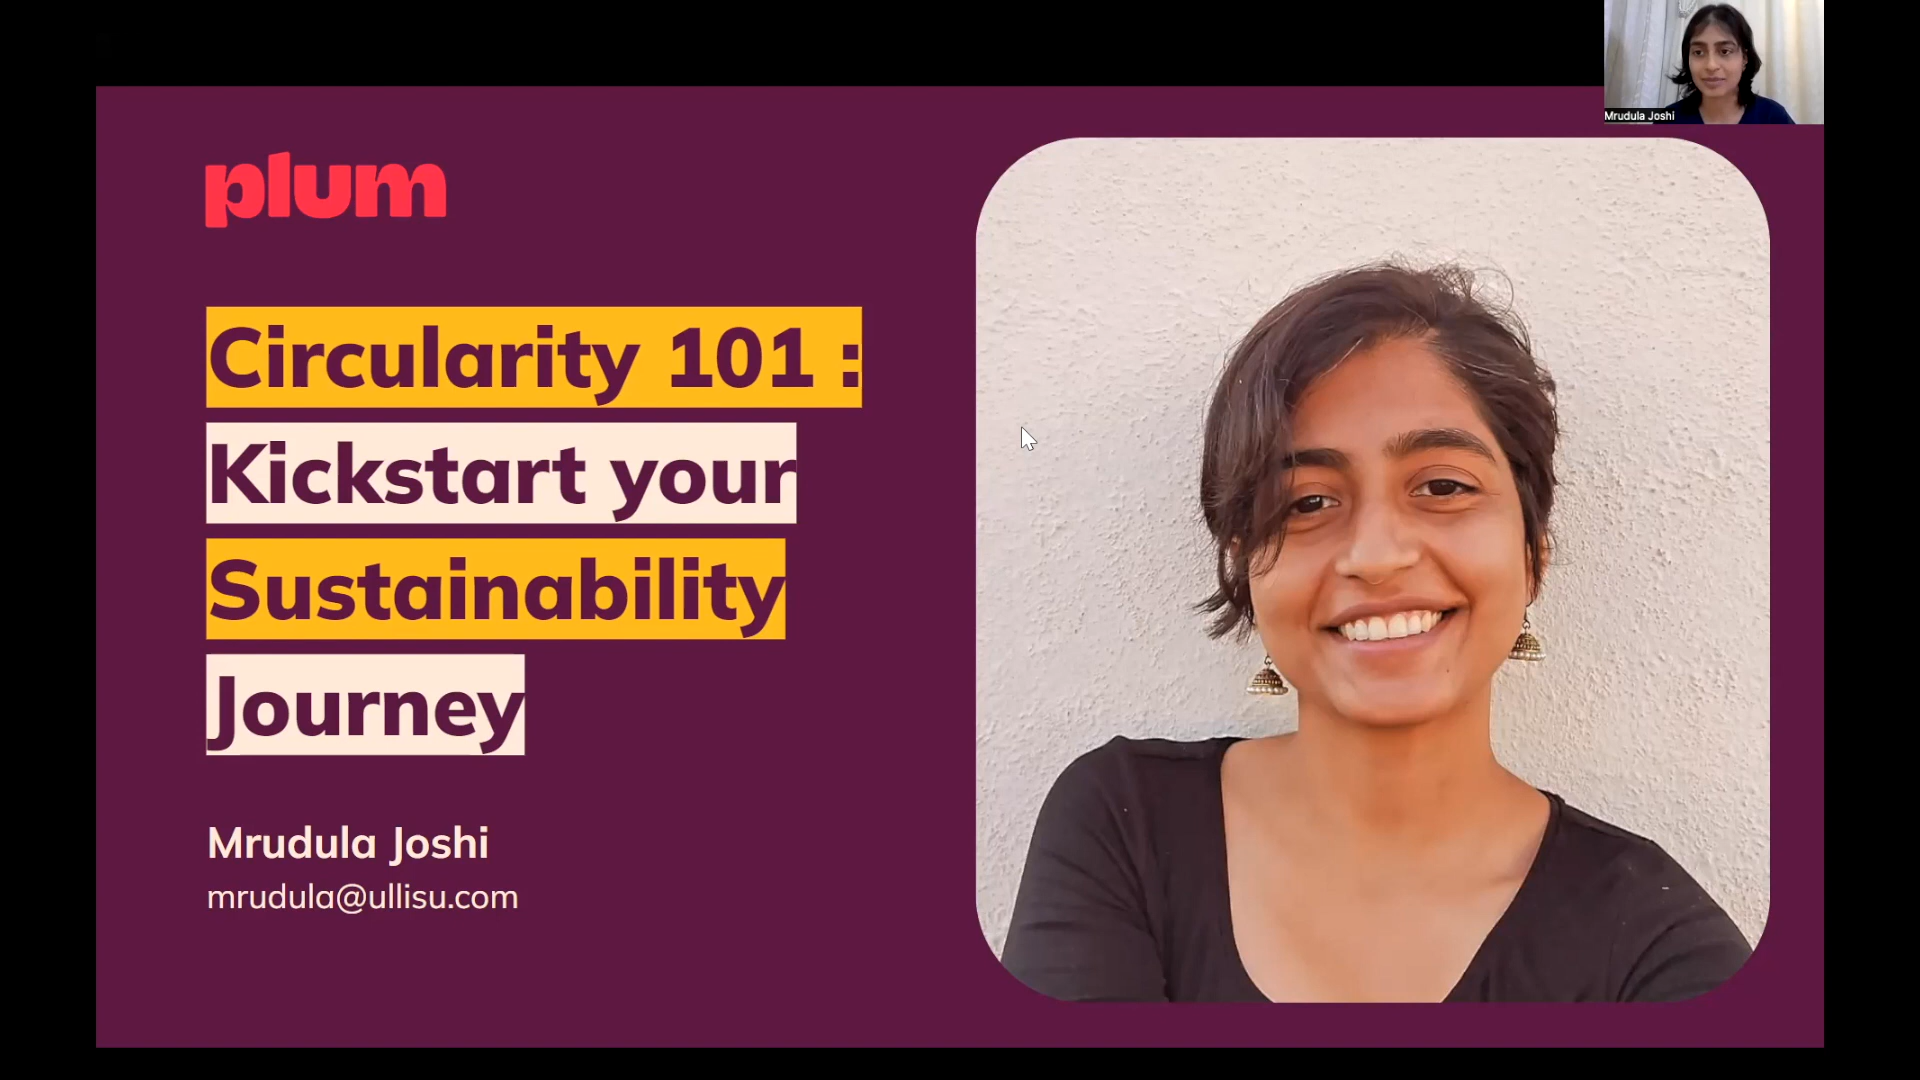 Mrudula Joshi
plum
Circularity 101 :
Kickstart your
Sustainability
Journey
Mrudula Joshi
mrudula@ullisu.com